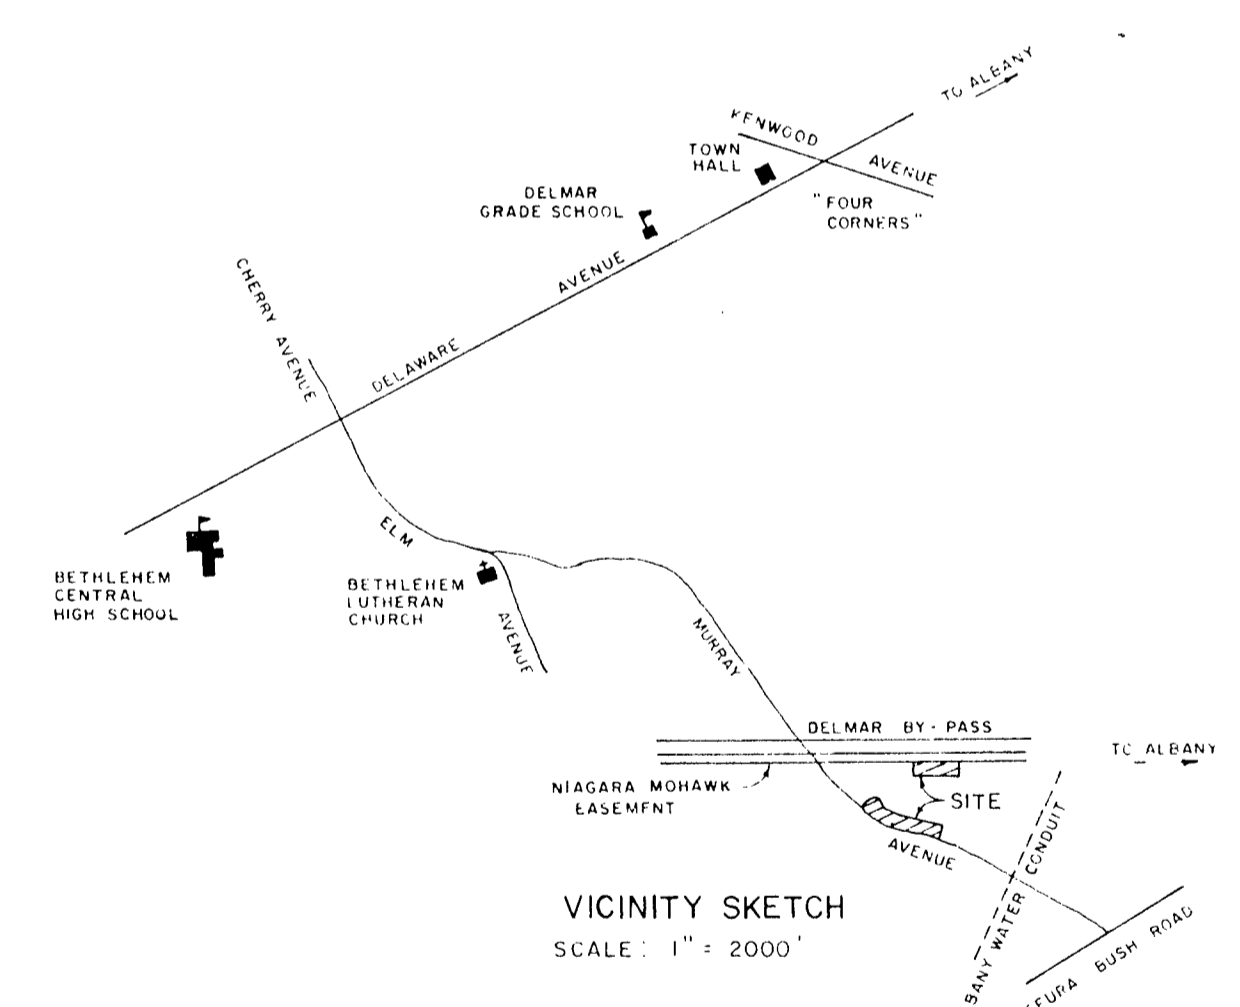 TO ALBANY
KENWOOD AVENUE
TOWN
HALL
"FOUR
CORNERS"
DELMAR
GRADE SCHOOL
DELAWARE AVENUE
CHERRY AVENUE
ELM AVENUE
BETHLEHEM
CENTRAL
HIGH SCHOOL
BETHLEHEM
LUTHERAN
CHURCH
MURRAY AVENUE
DELMAR BY-PASS
TO ALBANY
NIAGARA MOHAWK
EASEMENT
SITE
BANY WATER CONDUIT
BUSH ROAD
VICINITY SKETCH
SCALE: 1" = 2000'